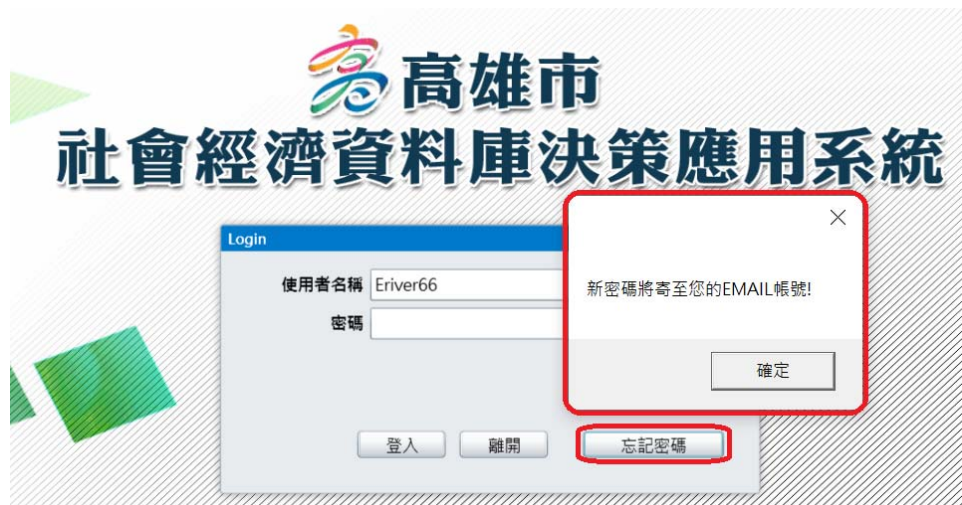 高雄市
社會經濟資料庫決策應用系統
Login
使用者名稱 Eriver66
密碼
新密碼將寄至您的EMAIL帳號!
確定
登入 離開 忘記密碼